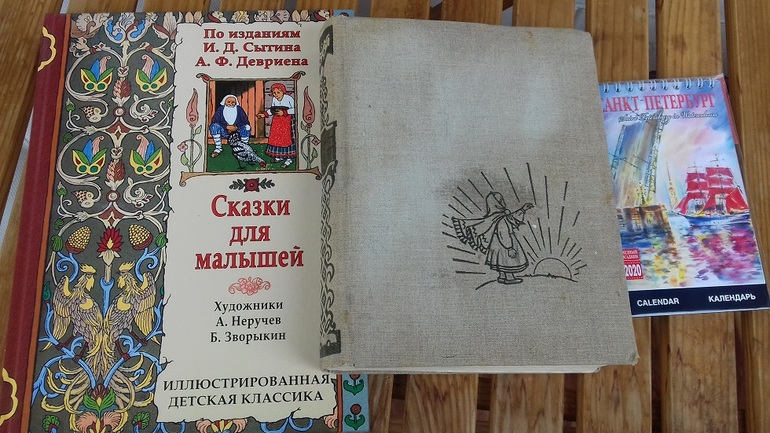 По изданиям
И. Д. Сытина
А. Ф. Девриена
Сказки
для
малышей
Художники
А. Неручев
Б. Зворыкин
ИЛЛЮСТРИРОВАННАЯ
ДЕТСКАЯ КЛАССИКА
АНКТ-ПЕТЕРБУРГ
2020
CALENDAR КАЛЕНДАРЬ